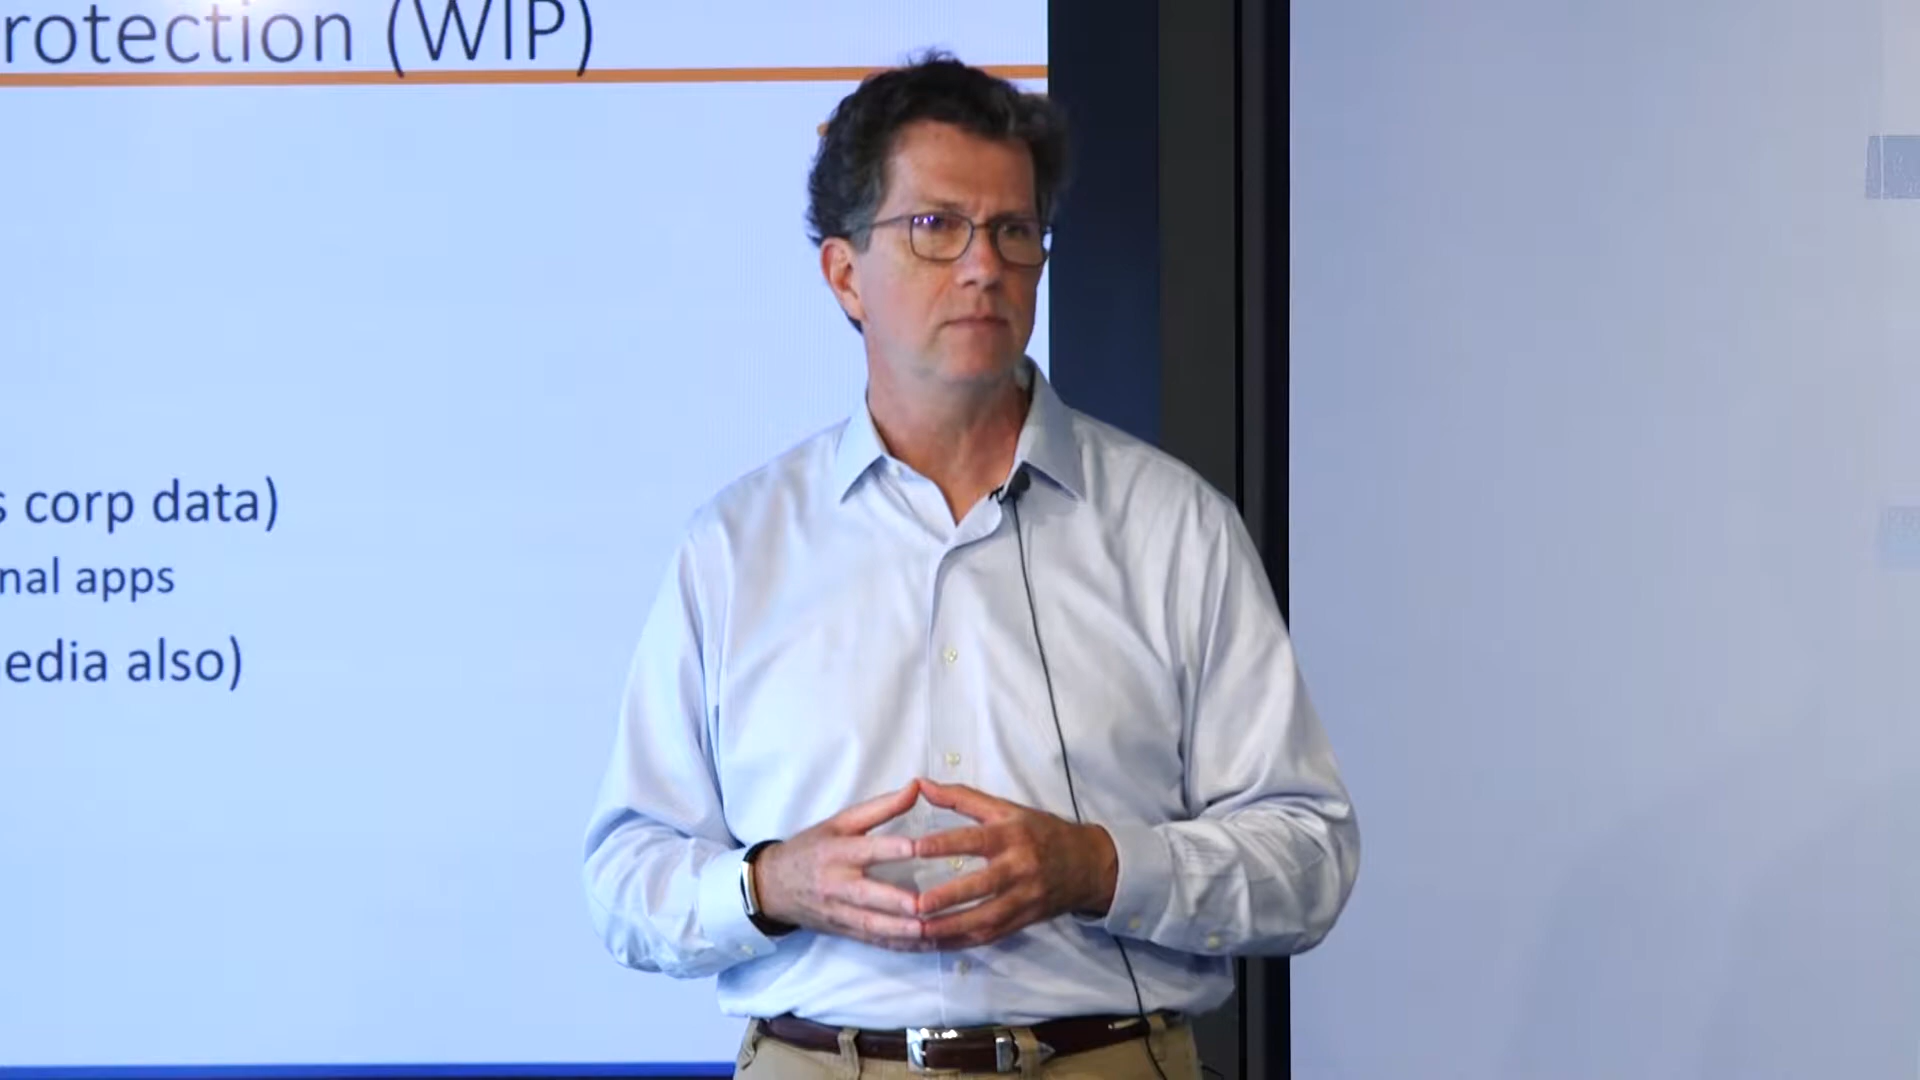 rotection (WIP)
s corp data)
nal apps
edia also)